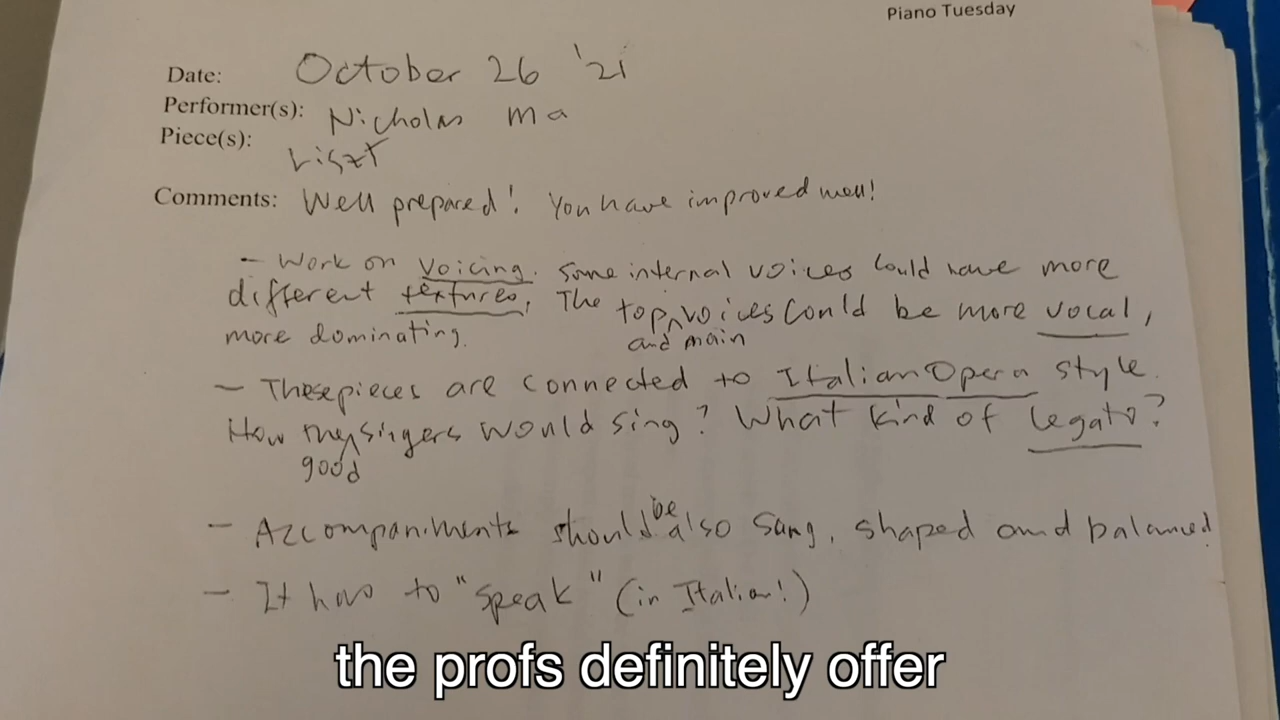 Piano Tuesday
Date: October 26 '21
Performer(s): Nicholas Ma
Piece(s): Liszt
Comments: Well prepared! You have improved well!
- Work on voicing. Some internal voices could have more
different textures, The top voices could be more vocal,
and main
more dominating.
- These pieces are connected to Italian Opera style.
How the singers would sing? What kind of legato?
good
- Accompaniments should be also sung, shaped and balanced!
- It has to "speak" (in Italian!)
the profs definitely offer